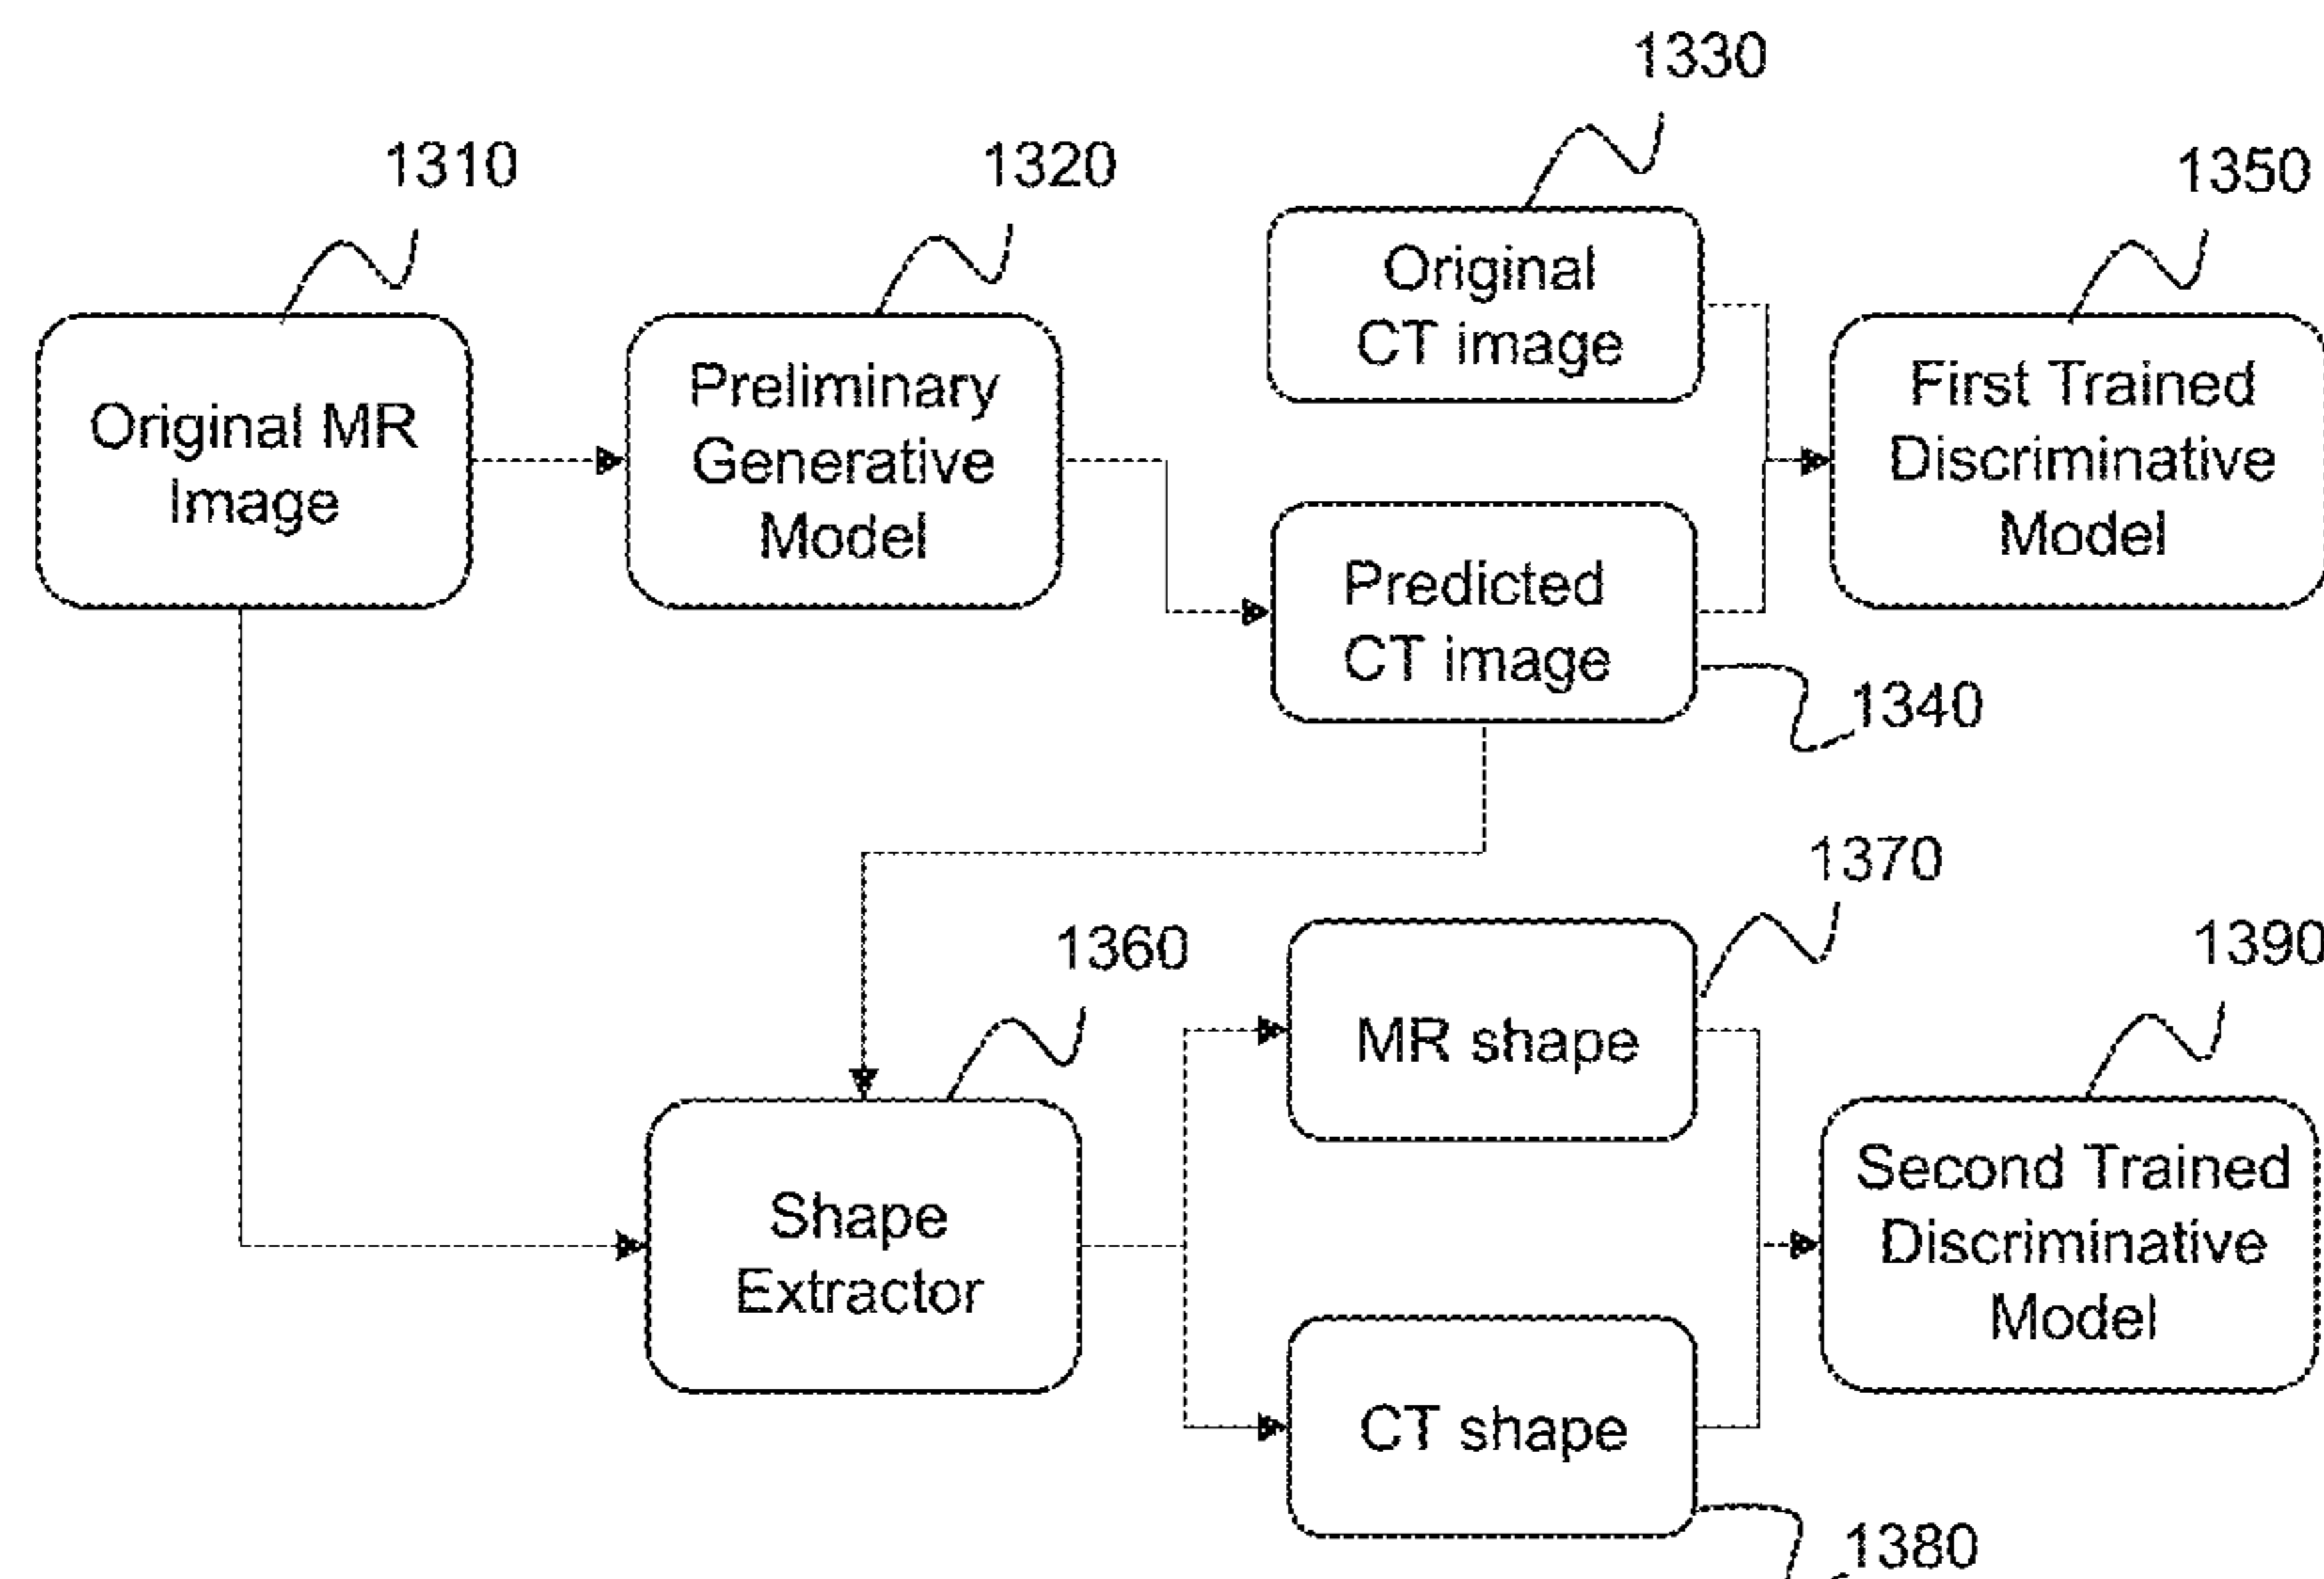 1330
1310
1320
1350
Original
CT image
Original MR
Image
Preliminary
Generative
Model
First Trained
Discriminative
Model
Predicted
CT image
1340
1370
1360
1390
MR shape
Shape
Extractor
Second Trained
Discriminative
Model
CT shape
1380